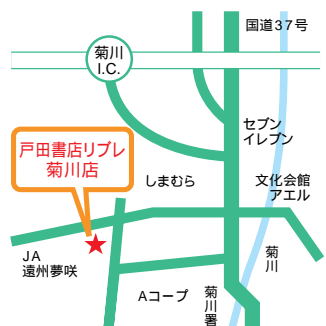 国道37号
菊川
I.C.
セブン
イレブン
戸田書店リブレ
菊川店
しまむら
文化会館
アエル
JA
遠州夢咲
菊川
Aコープ
菊川署